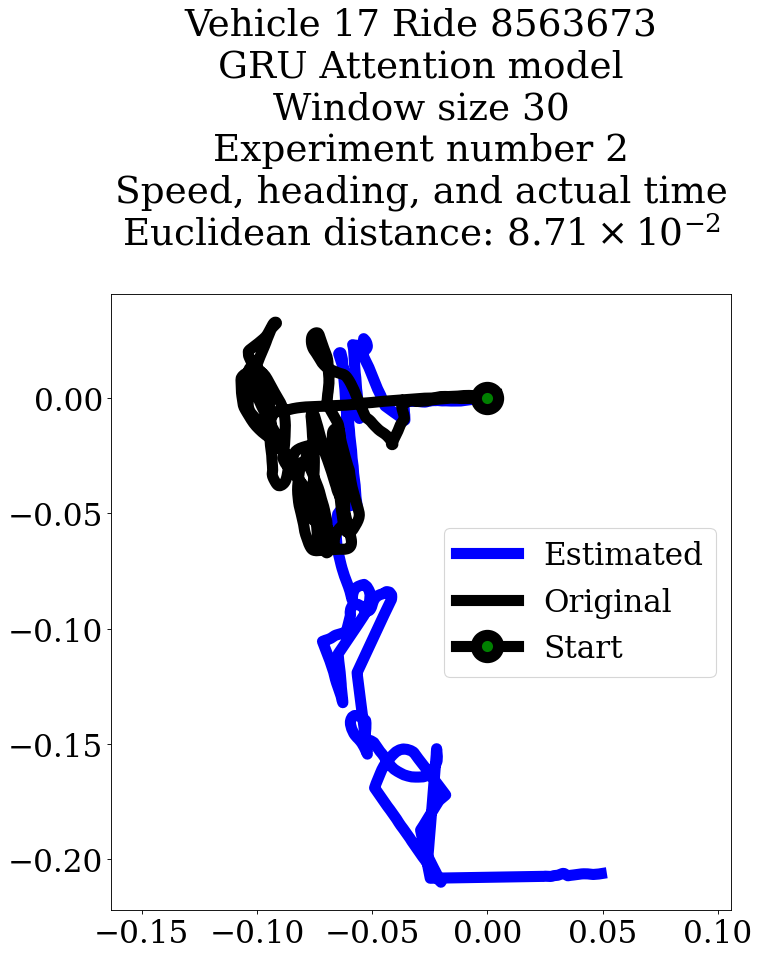 Vehicle 17 Ride 8563673
GRU Attention model
Window size 30
Experiment number 2
Speed, heading, and actual time
Euclidean distance: 8.71 × 10⁻²
0.00
−0.05
−0.10
−0.15
−0.20
Estimated
Original
Start
−0.15 −0.10 −0.05 0.00 0.05 0.10